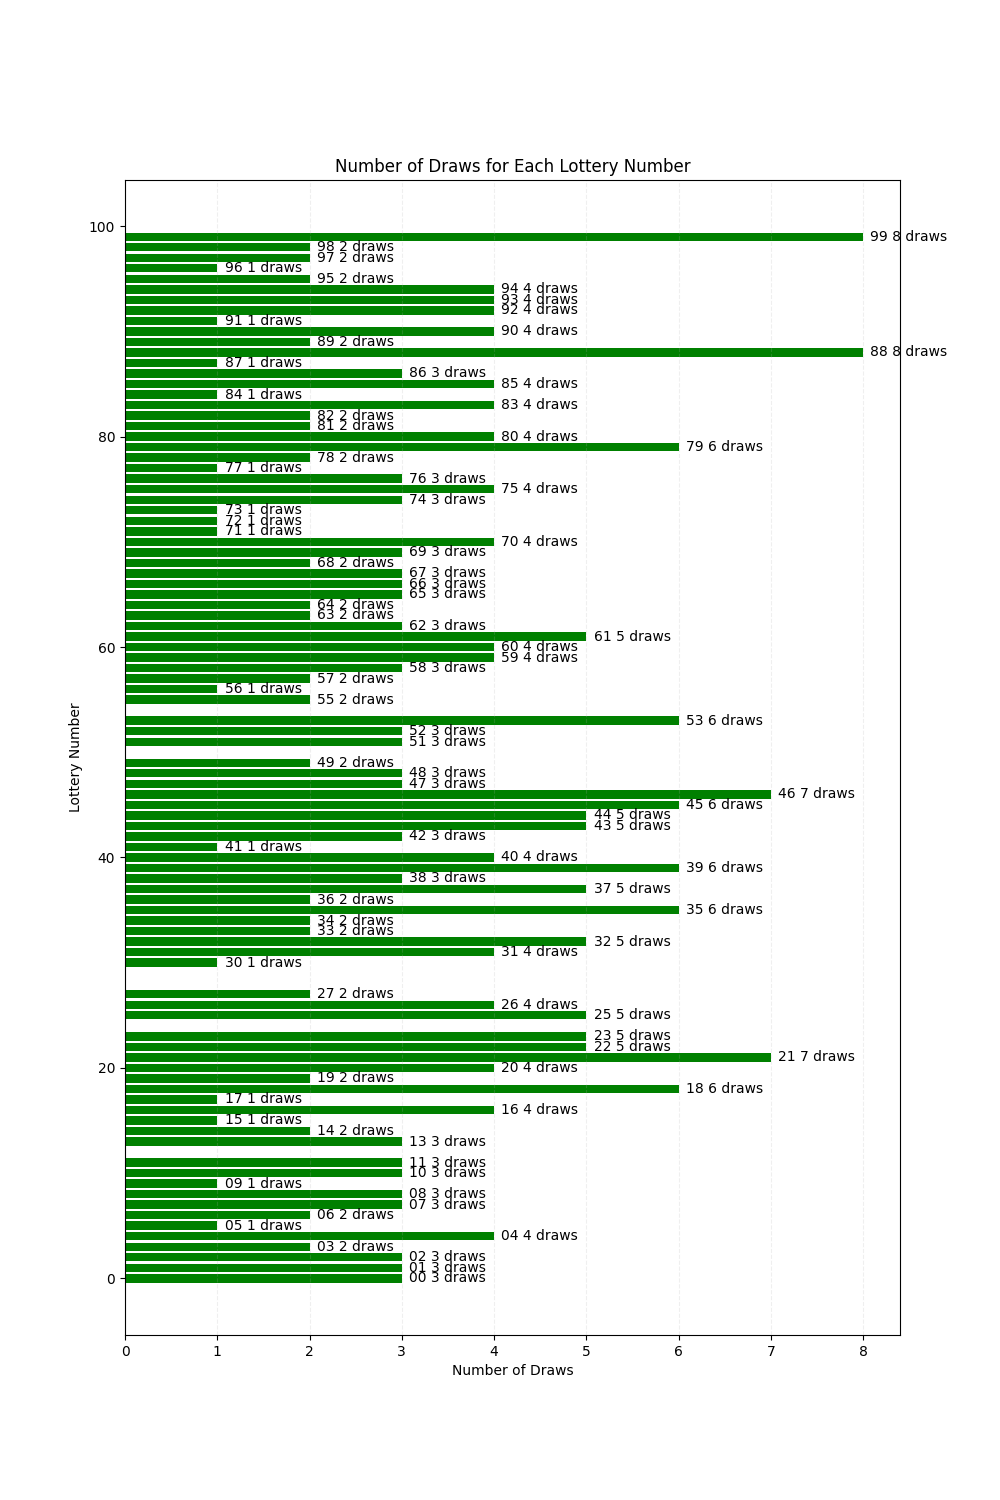 Number of Draws for Each Lottery Number
100
99 8 draws
98 2 draws
97 2 draws
96 1 draws
95 2 draws
94 4 draws
93 4 draws
92 4 draws
91 1 draws
90 4 draws
89 2 draws
88 8 draws
87 1 draws
86 3 draws
85 4 draws
84 1 draws
83 4 draws
82 2 draws
81 2 draws
80
80 4 draws
79 6 draws
78 2 draws
77 1 draws
76 3 draws
75 4 draws
74 3 draws
73 1 draws
72 1 draws
71 1 draws
70 4 draws
69 3 draws
68 2 draws
67 3 draws
66 3 draws
65 3 draws
64 2 draws
63 2 draws
62 3 draws
61 5 draws
60
60 4 draws
59 4 draws
58 3 draws
57 2 draws
56 1 draws
55 2 draws
53 6 draws
52 3 draws
51 3 draws
49 2 draws
48 3 draws
47 3 draws
46 7 draws
45 6 draws
44 5 draws
43 5 draws
42 3 draws
41 1 draws
40
40 4 draws
39 6 draws
38 3 draws
37 5 draws
36 2 draws
35 6 draws
34 2 draws
33 2 draws
32 5 draws
31 4 draws
30 1 draws
27 2 draws
26 4 draws
25 5 draws
23 5 draws
22 5 draws
21 7 draws
20
20 4 draws
19 2 draws
18 6 draws
17 1 draws
16 4 draws
15 1 draws
14 2 draws
13 3 draws
11 3 draws
10 3 draws
09 1 draws
08 3 draws
07 3 draws
06 2 draws
05 1 draws
04 4 draws
03 2 draws
02 3 draws
01 3 draws
0
00 3 draws
Lottery Number
0 1 2 3 4 5 6 7 8
Number of Draws